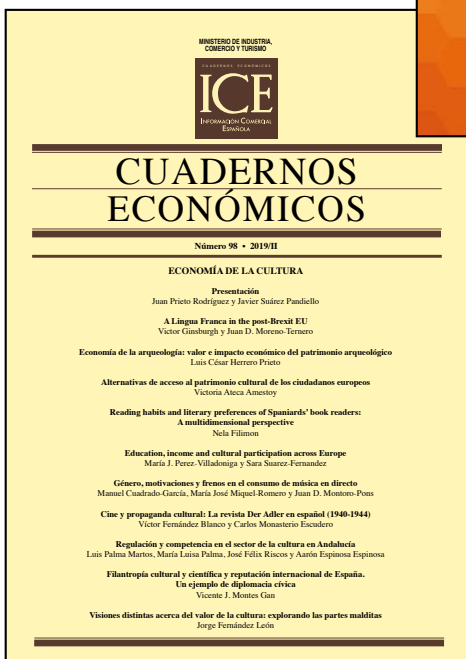 MINISTERIO DE INDUSTRIA,
COMERCIO Y TURISMO
CUADERNOS ECONÓMICOS
ICE
INFORMACIÓN COMERCIAL
ESPAÑOLA
CUADERNOS
ECONÓMICOS
Número 98 • 2019/II
ECONOMÍA DE LA CULTURA
Presentación
Juan Prieto Rodríguez y Javier Suárez Pandiello
A Lingua Franca in the post-Brexit EU
Victor Ginsburgh y Juan D. Moreno-Ternero
Economía de la arqueología: valor e impacto económico del patrimonio arqueológico
Luis César Herrero Prieto
Alternativas de acceso al patrimonio cultural de los ciudadanos europeos
Victoria Ateca Amestoy
Reading habits and literary preferences of Spaniards' book readers:
A multidimensional perspective
Nela Filimon
Education, income and cultural participation across Europe
María J. Perez-Villadoniga y Sara Suarez-Fernandez
Género, motivaciones y frenos en el consumo de música en directo
Manuel Cuadrado-García, María José Miquel-Romero y Juan D. Montoro-Pons
Cine y propaganda cultural: La revista Der Adler en español (1940-1944)
Víctor Fernández Blanco y Carlos Monasterio Escudero
Regulación y competencia en el sector de la cultura en Andalucía
Luis Palma Martos, María Luisa Palma, José Félix Riscos y Aarón Espinosa Espinosa
Filantropía cultural y científica y reputación internacional de España.
Un ejemplo de diplomacia cívica
Vicente J. Montes Gan
Visiones distintas acerca del valor de la cultura: explorando las partes malditas
Jorge Fernández León